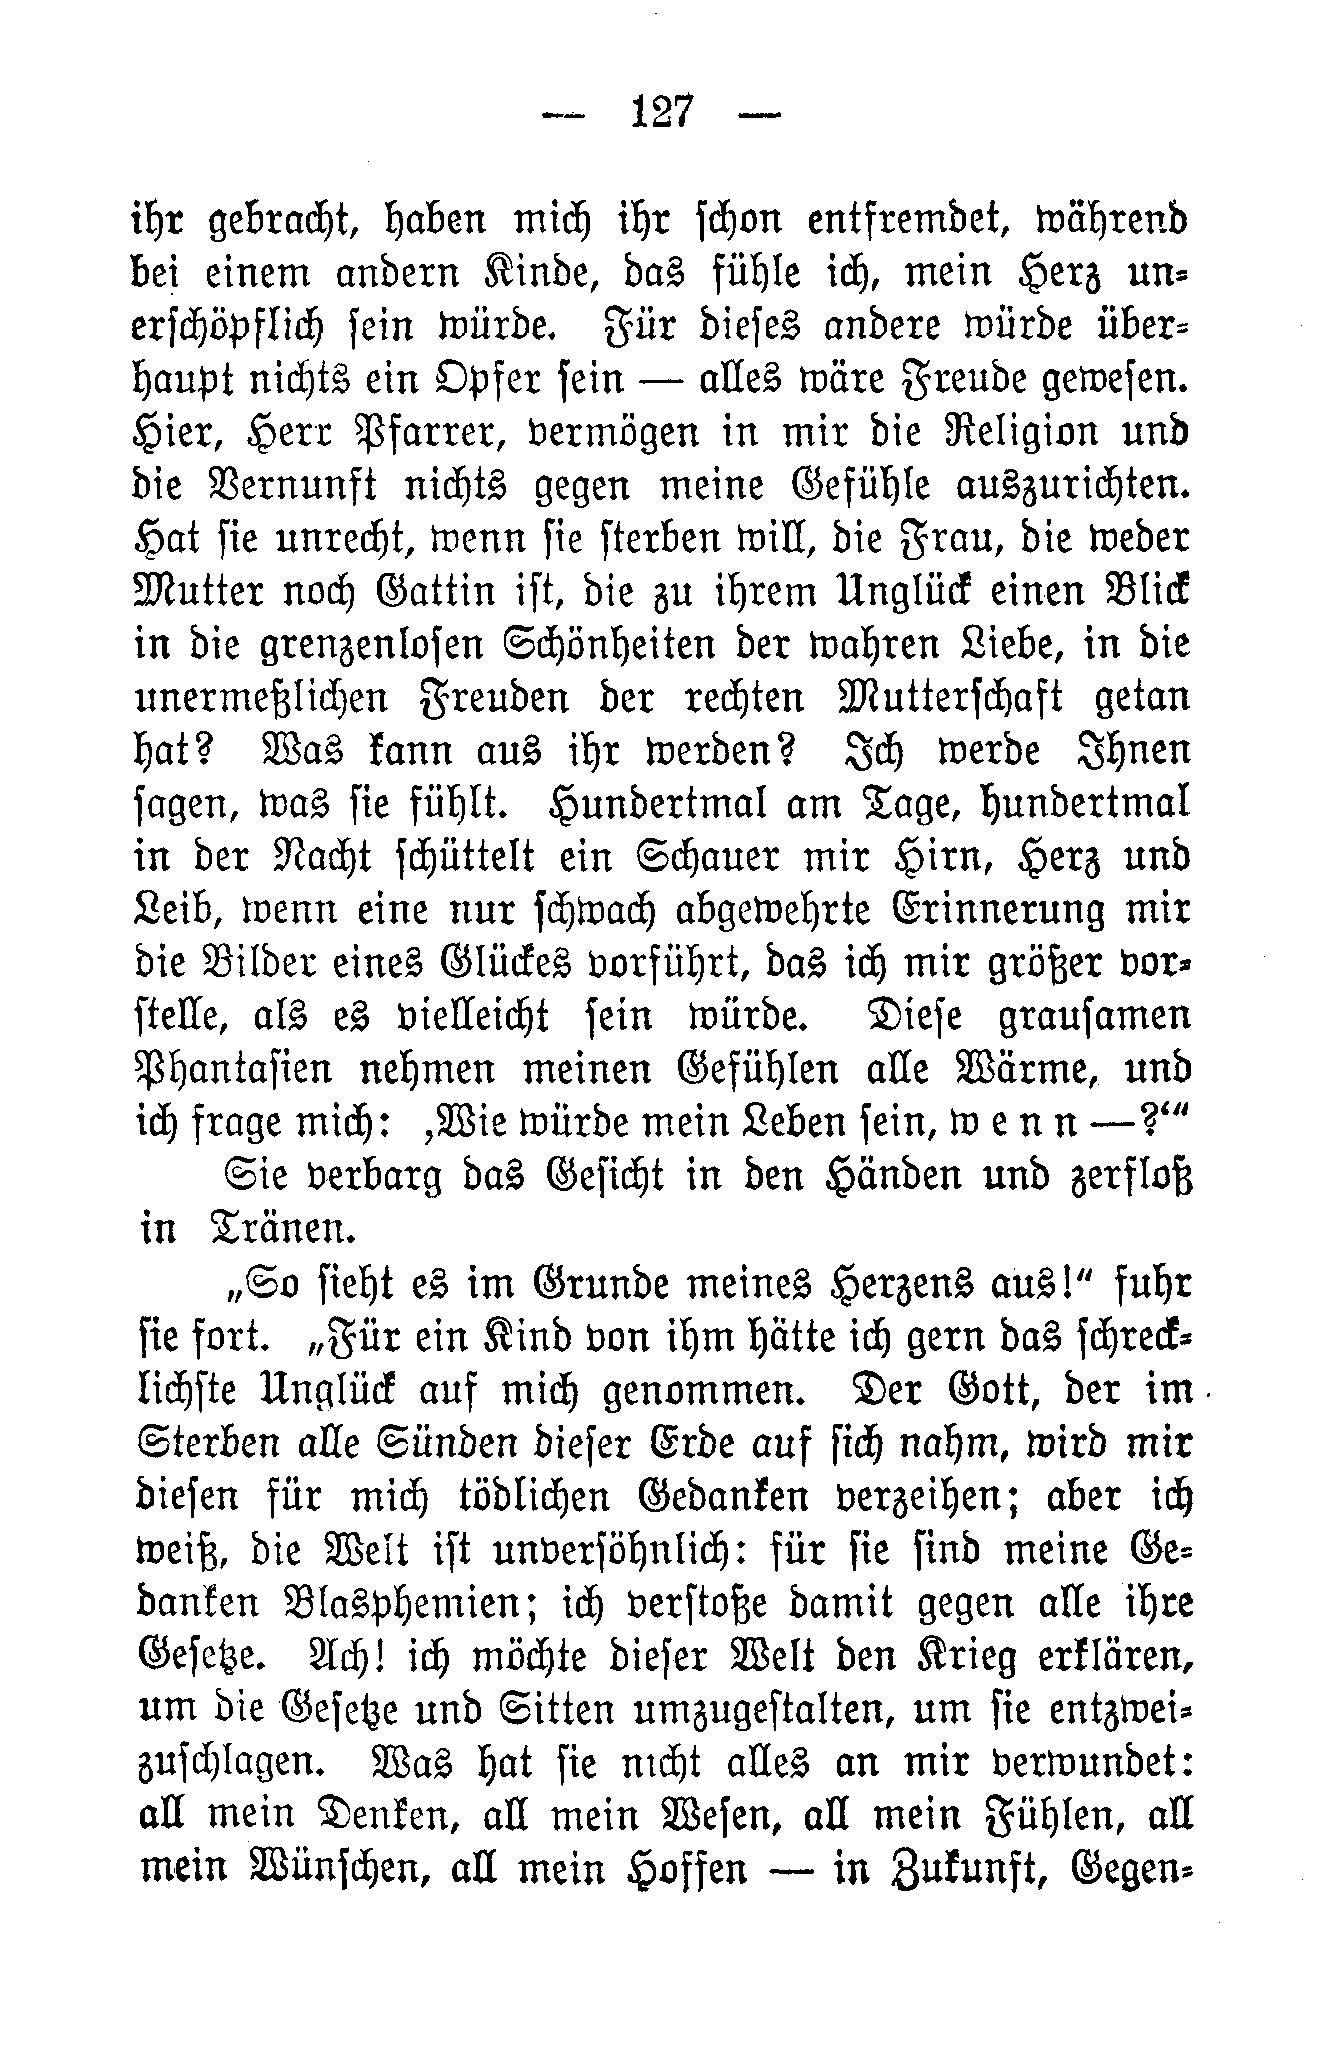 — 127 —
ihr gebracht, haben mich ihr schon entfremdet, während
bei einem andern Kinde, das fühle ich, mein Herz un-
erschöpflich sein würde. Für dieses andere würde über-
haupt nichts ein Opfer sein — alles wäre Freude gewesen.
Hier, Herr Pfarrer, vermögen in mir die Religion und
die Vernunft nichts gegen meine Gefühle auszurichten.
Hat sie unrecht, wenn sie sterben will, die Frau, die weder
Mutter noch Gattin ist, die zu ihrem Unglück einen Blick
in die grenzenlosen Schönheiten der wahren Liebe, in die
unermeßlichen Freuden der rechten Mutterschaft getan
hat? Was kann aus ihr werden? Ich werde Ihnen
sagen, was sie fühlt. Hundertmal am Tage, hundertmal
in der Nacht schüttelt ein Schauer mir Hirn, Herz und
Leib, wenn eine nur schwach abgewehrte Erinnerung mir
die Bilder eines Glückes vorführt, das ich mir größer vor-
stelle, als es vielleicht sein würde. Diese grausamen
Phantasien nehmen meinen Gefühlen alle Wärme, und
ich frage mich: ‚Wie würde mein Leben sein, w e n n —?‘“
Sie verbarg das Gesicht in den Händen und zerfloß
in Tränen.
„So sieht es im Grunde meines Herzens aus!“ fuhr
sie fort. „Für ein Kind von ihm hätte ich gern das schreck-
lichste Unglück auf mich genommen. Der Gott, der im
Sterben alle Sünden dieser Erde auf sich nahm, wird mir
diesen für mich tödlichen Gedanken verzeihen; aber ich
weiß, die Welt ist unversöhnlich: für sie sind meine Ge-
danken Blasphemien; ich verstoße damit gegen alle ihre
Gesetze. Ach! ich möchte dieser Welt den Krieg erklären,
um die Gesetze und Sitten umzugestalten, um sie entzwei-
zuschlagen. Was hat sie nicht alles an mir verwundet:
all mein Denken, all mein Wesen, all mein Fühlen, all
mein Wünschen, all mein Hoffen — in Zukunft, Gegen-